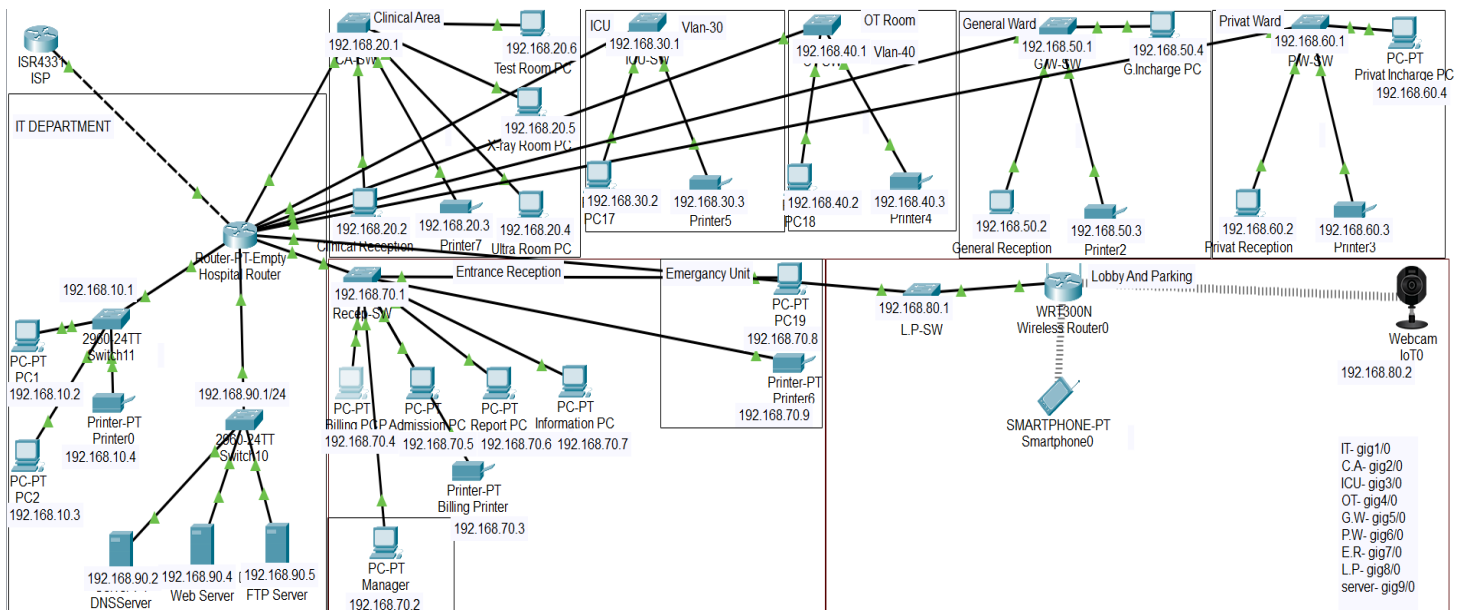 ISR4331
ISP
IT DEPARTMENT
Clinical Area
192.168.20.1
CA-SW
192.168.20.6
Test Room PC
192.168.20.5
X-ray Room PC
192.168.20.2
Clinical Reception
192.168.20.3
Printer7
192.168.20.4
Ultra Room PC
ICU
Vlan-30
192.168.30.1
ICU-SW
192.168.30.2
PC17
192.168.30.3
Printer5
OT Room
192.168.40.1
Vlan-40
192.168.40.2
PC18
192.168.40.3
Printer4
General Ward
192.168.50.1
G.W-SW
192.168.50.4
G.Incharge PC
192.168.50.2
General Reception
192.168.50.3
Printer2
Privat Ward
192.168.60.1
P.W-SW
PC-PT
Privat Incharge PC
192.168.60.4
192.168.60.2
Privat Reception
192.168.60.3
Printer3
Router-PT-Empty
Hospital Router
192.168.10.1
2960-24TT
Switch11
PC-PT
PC1
192.168.10.2
Printer-PT
Printer0
192.168.10.4
PC-PT
PC2
192.168.10.3
192.168.90.1/24
2960-24TT
Switch10
192.168.90.2
DNSServer
192.168.90.4
Web Server
192.168.90.5
FTP Server
Entrance Reception
192.168.70.1
Recep-SW
PC-PT
192.168.70.4
PC-PT
Admission PC
192.168.70.5
PC-PT
Report PC
192.168.70.6
PC-PT
Information PC
192.168.70.7
Printer-PT
Billing Printer
192.168.70.3
PC-PT
Manager
192.168.70.2
Emergancy Unit
PC-PT
PC19
192.168.70.8
Printer-PT
Printer6
192.168.70.9
192.168.80.1
L.P-SW
Lobby And Parking
WRT300N
Wireless Router0
SMARTPHONE-PT
Smartphone0
Webcam
IoT0
192.168.80.2
IT- gig1/0
C.A- gig2/0
ICU- gig3/0
OT- gig4/0
G.W- gig5/0
P.W- gig6/0
E.R- gig7/0
L.P- gig8/0
server- gig9/0